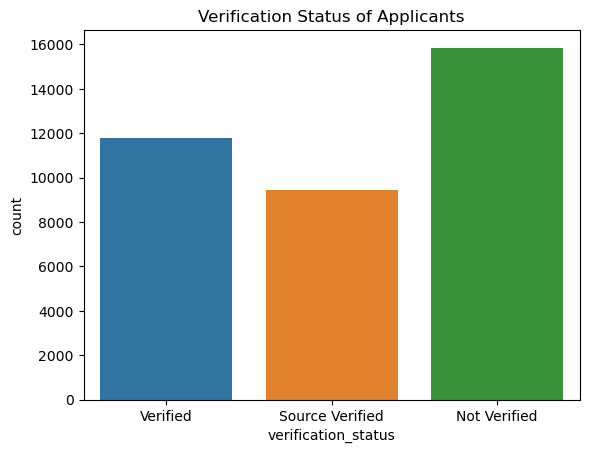 Verification Status of Applicants
16000
14000
12000
10000
8000
6000
4000
2000
0
count
Verified Source Verified Not Verified
verification_status